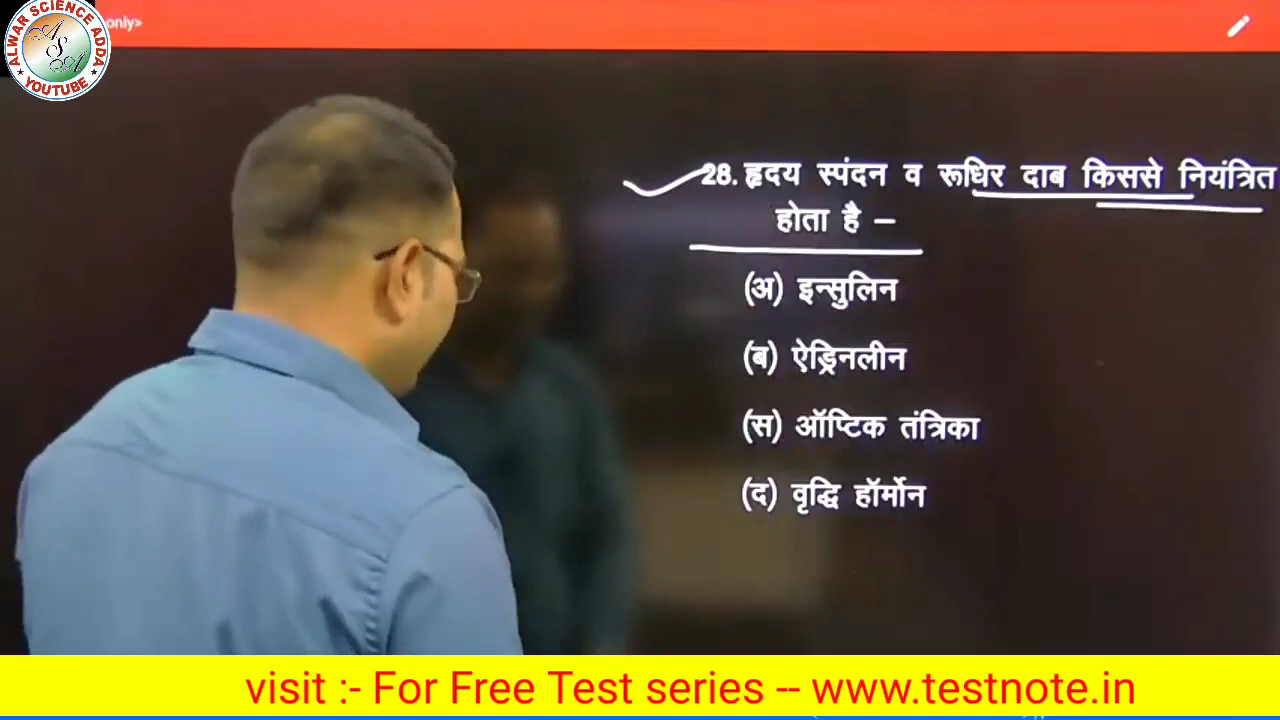 ALWAR SCIENCE ADDA
ASA
YOUTUBE
only>
28. हृदय स्पंदन व रूधिर दाब किससे नियंत्रित
होता है –
(अ) इन्सुलिन
(ब) ऐड्रिनलीन
(स) ऑप्टिक तंत्रिका
(द) वृद्धि हॉर्मोन
visit :- For Free Test series -- www.testnote.in